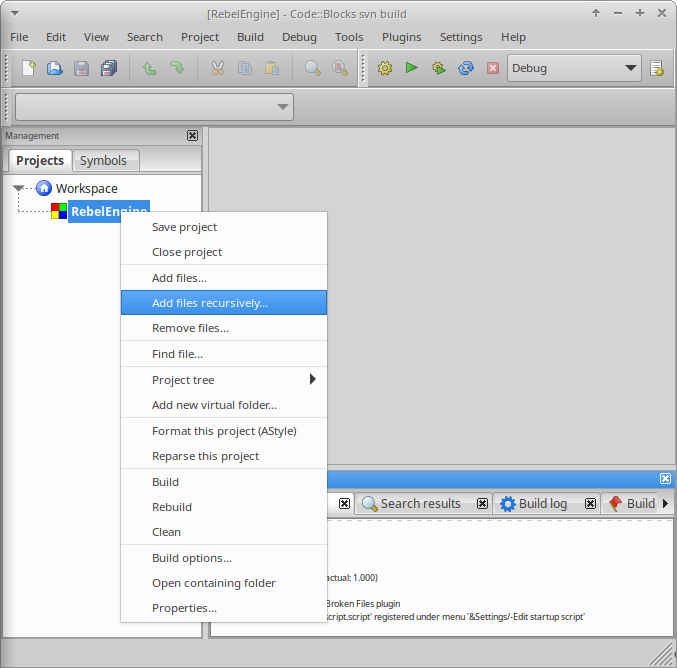 [RebelEngine] - Code::Blocks svn build
File Edit View Search Project Build Debug Tools Plugins Settings Help
Debug
Management
Projects Symbols
Workspace
RebelEngine
Save project
Close project
Add files...
Add files recursively...
Remove files...
Find file...
Project tree
Add new virtual folder...
Format this project (AStyle)
Reparse this project
Build
Rebuild
Clean
Build options...
Open containing folder
Properties...
Search results Build log Build
actual: 1.000)
Broken Files plugin
script.script' registered under menu '&Settings/-Edit startup script'